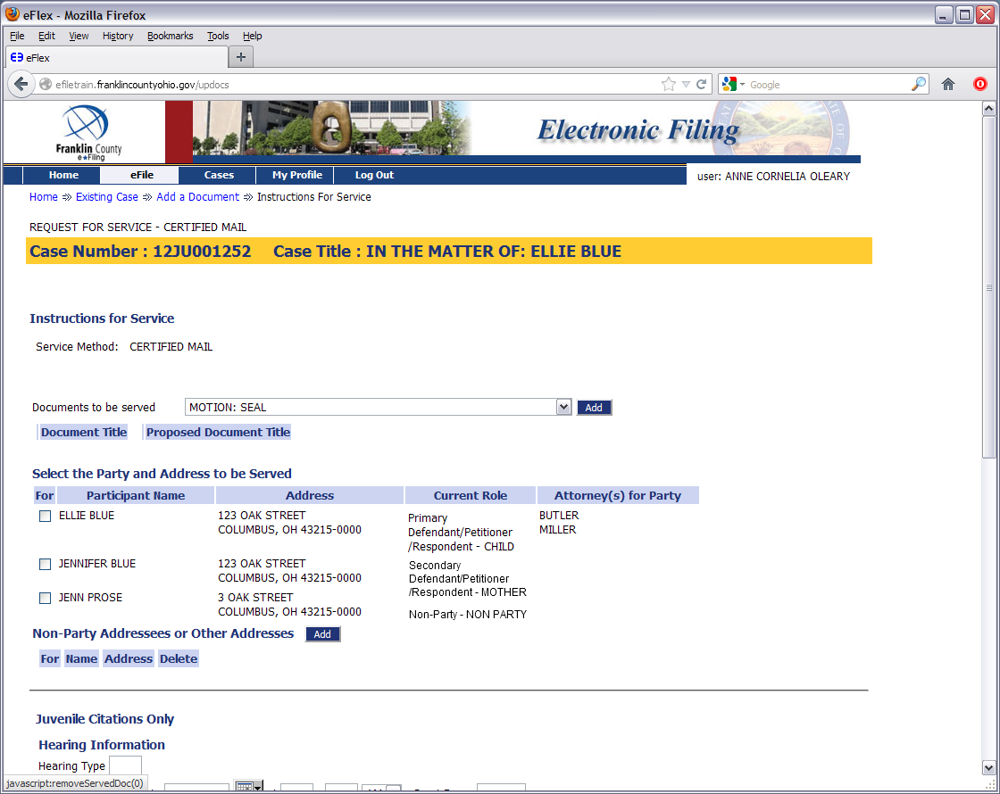 eFlex - Mozilla Firefox
File Edit View History Bookmarks Tools Help
eFlex
efiletrain.franklincountyohio.gov/updocs
Google
Franklin County
e★Filing
Electronic Filing
Home eFile Cases My Profile Log Out
user: ANNE CORNELIA OLEARY
Home Existing Case Add a Document Instructions For Service
REQUEST FOR SERVICE - CERTIFIED MAIL
Case Number : 12JU001252 Case Title : IN THE MATTER OF: ELLIE BLUE
Instructions for Service
Service Method: CERTIFIED MAIL
Documents to be served MOTION: SEAL Add
Document Title Proposed Document Title
Select the Party and Address to be Served
For Participant Name Address Current Role Attorney(s) for Party
ELLIE BLUE 123 OAK STREET Primary BUTLER
COLUMBUS, OH 43215-0000 Defendant/Petitioner MILLER
/Respondent - CHILD
JENNIFER BLUE 123 OAK STREET Secondary
COLUMBUS, OH 43215-0000 Defendant/Petitioner
/Respondent - MOTHER
JENN PROSE 3 OAK STREET
COLUMBUS, OH 43215-0000 Non-Party - NON PARTY
Non-Party Addressees or Other Addresses Add
For Name Address Delete
Juvenile Citations Only
Hearing Information
Hearing Type
javascript:removeServedDoc(0)